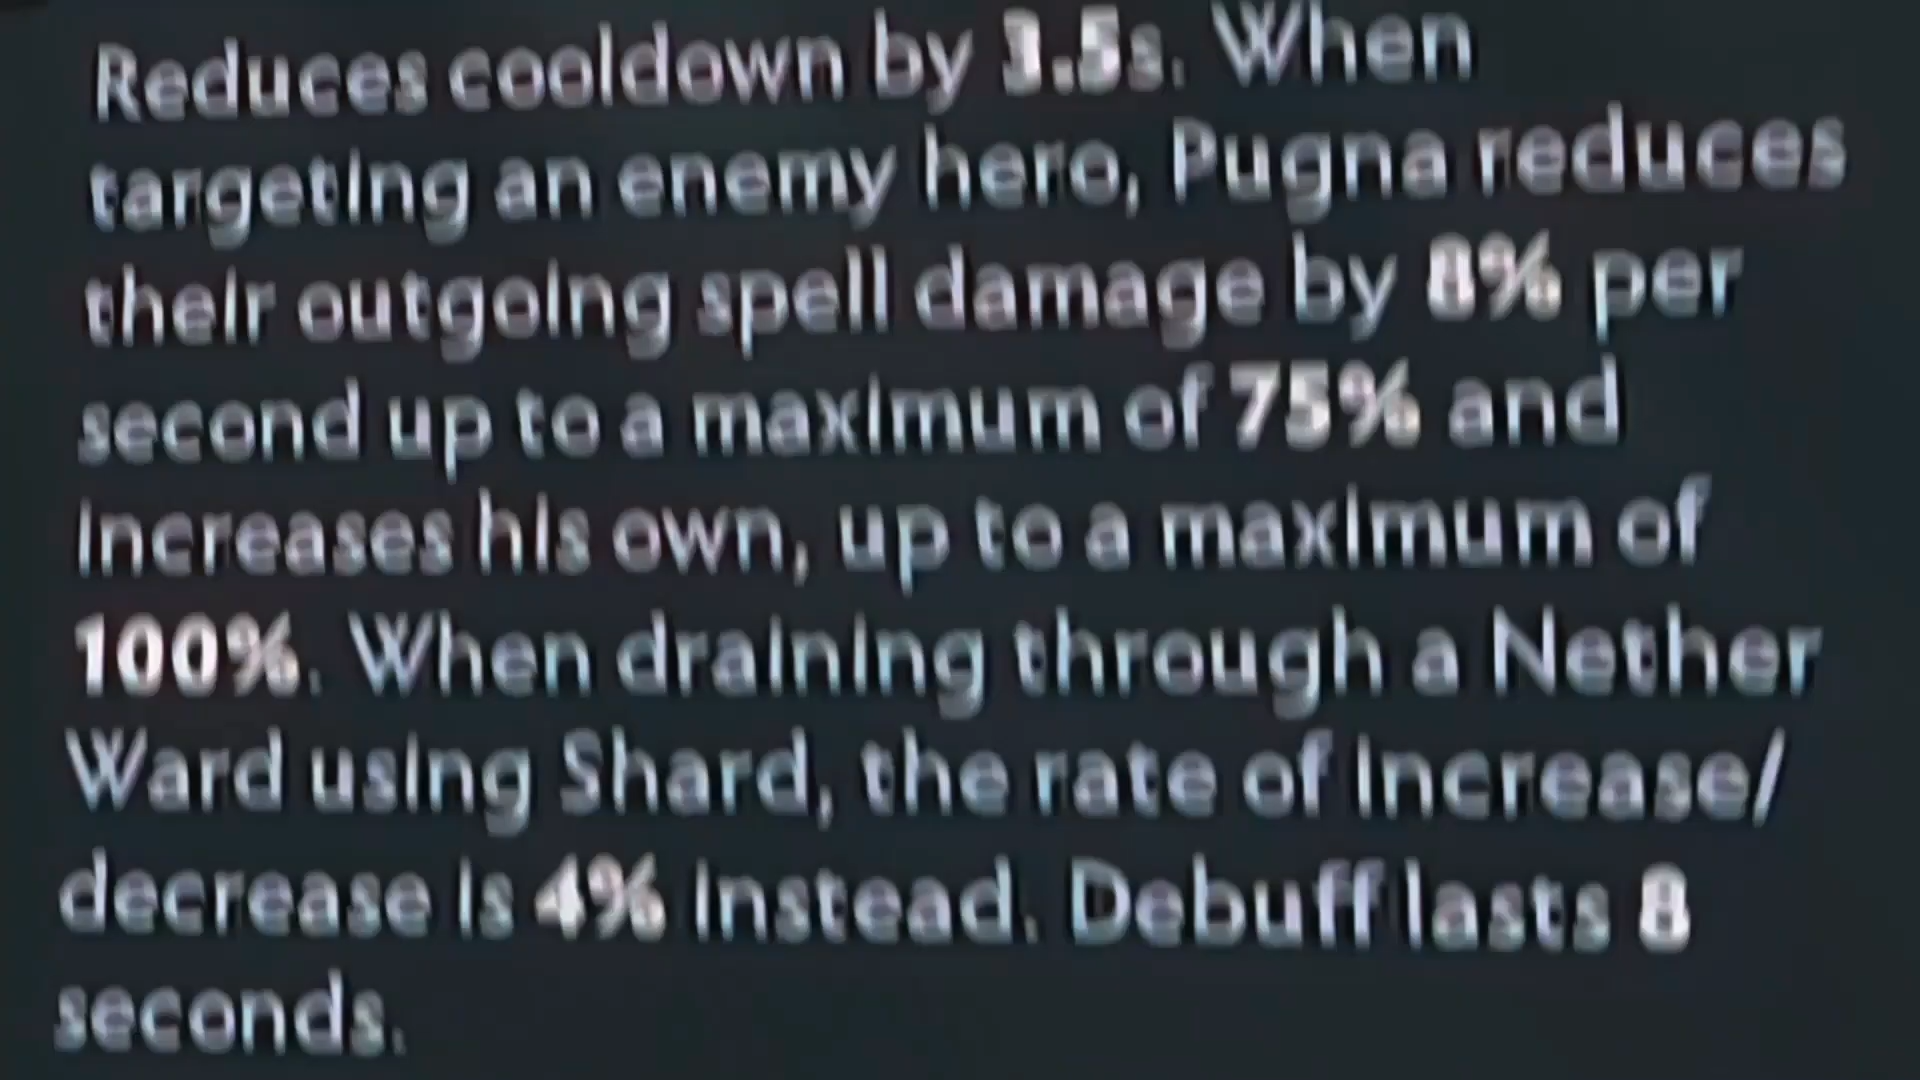 Reduces cooldown by 3.5s. When
targeting an enemy hero, Pugna reduces
their outgoing spell damage by 8% per
second up to a maximum of 75% and
increases his own, up to a maximum of
100%. When draining through a Nether
Ward using Shard, the rate of increase/
decrease is 4% instead. Debuff lasts 8
seconds.